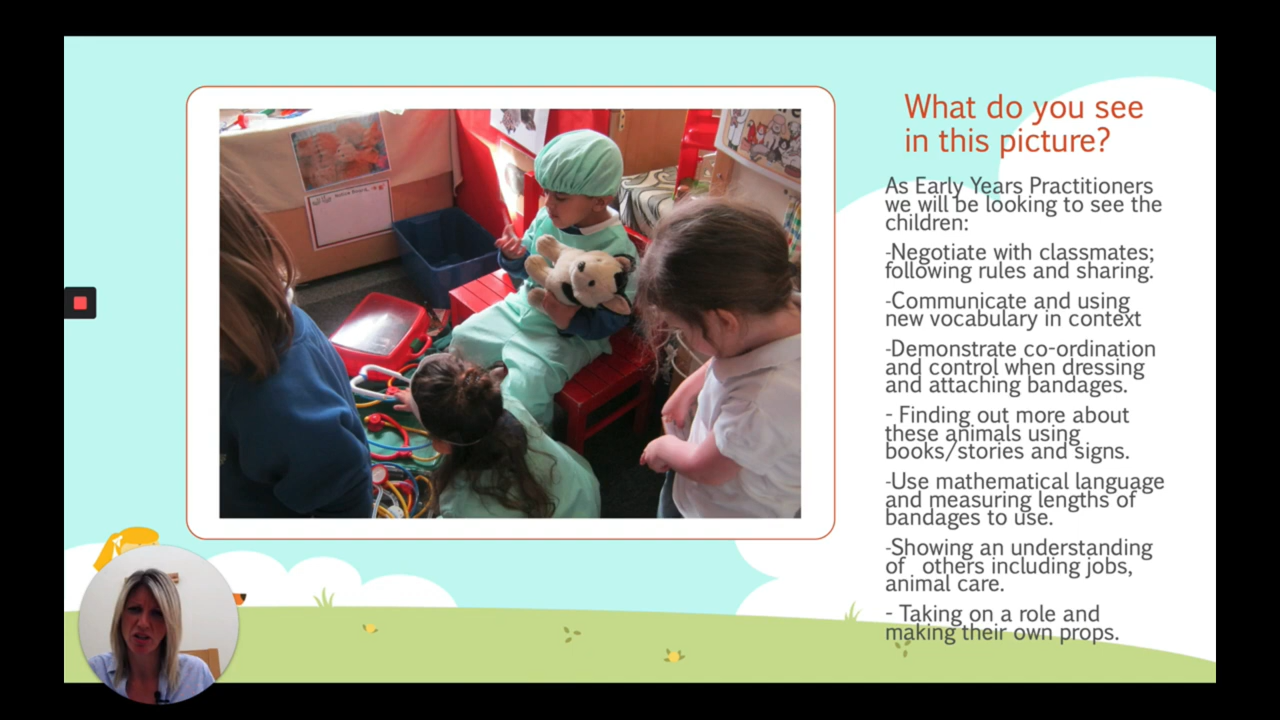 What do you see
in this picture?
As Early Years Practitioners
we will be looking to see the
children:
-Negotiate with classmates;
following rules and sharing.
-Communicate and using
new vocabulary in context
-Demonstrate co-ordination
and control when dressing
and attaching bandages.
- Finding out more about
these animals using
books/stories and signs.
-Use mathematical language
and measuring lengths of
bandages to use.
-Showing an understanding
of others including jobs,
animal care.
- Taking on a role and
making their own props.